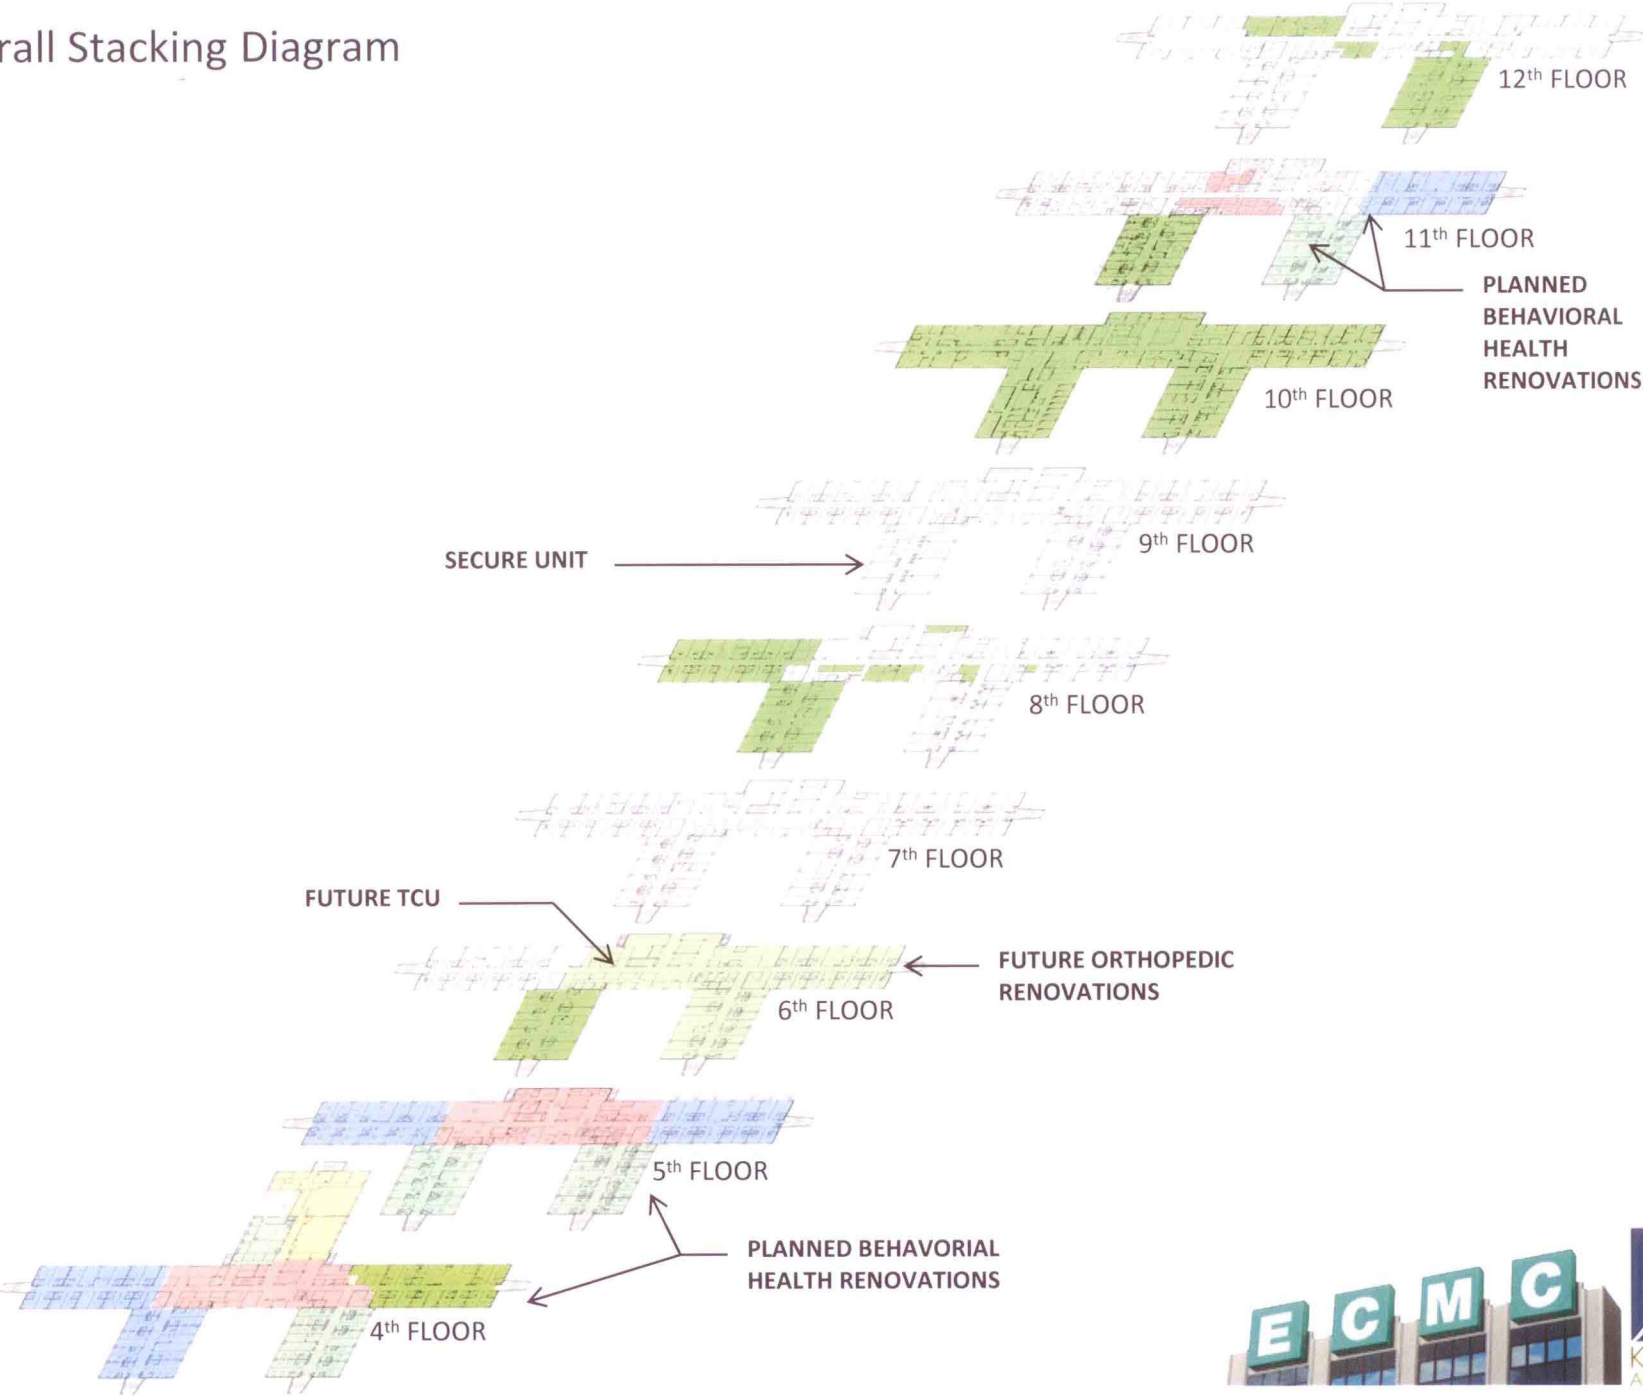 rall Stacking Diagram
12th FLOOR
11th FLOOR
PLANNED
BEHAVIORAL
HEALTH
RENOVATIONS
10th FLOOR
SECURE UNIT
9th FLOOR
8th FLOOR
7th FLOOR
FUTURE TCU
FUTURE ORTHOPEDIC
RENOVATIONS
6th FLOOR
5th FLOOR
PLANNED BEHAVORIAL
HEALTH RENOVATIONS
4th FLOOR
ECMC
K
A